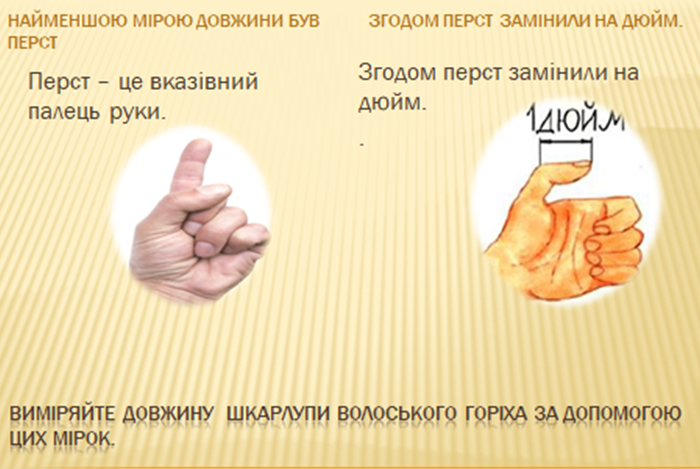 НАЙМЕНШОЮ МІРОЮ ДОВЖИНИ БУВ
ПЕРСТ
Перст – це вказівний
палець руки.
ЗГОДОМ ПЕРСТ ЗАМІНИЛИ НА ДЮЙМ.
Згодом перст замінили на
дюйм.
.
1ДЮЙМ
ВИМІРЯЙТЕ ДОВЖИНУ ШКАРЛУПИ ВОЛОСЬКОГО ГОРІХА ЗА ДОПОМОГОЮ
ЦИХ МІРОК.